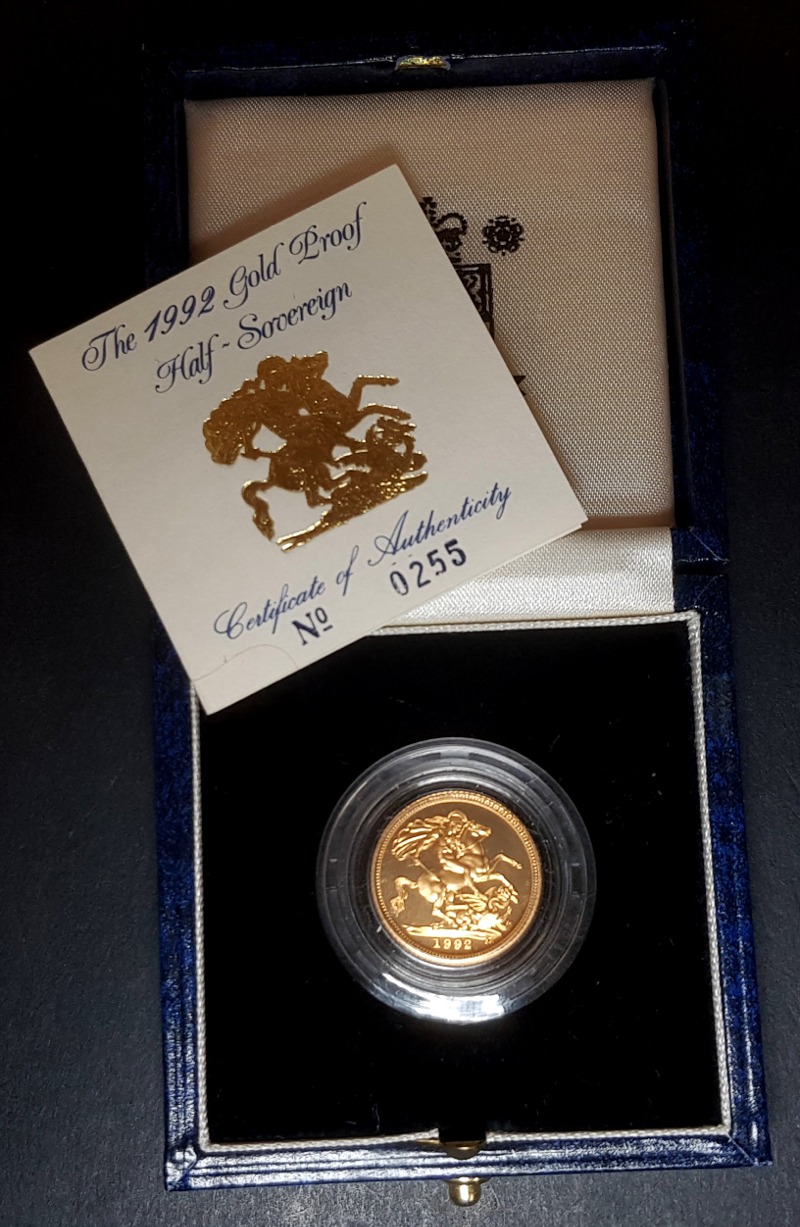 The 1992 Gold Proof
Half-Sovereign
Certificate of Authenticity
Nº 0255
1992